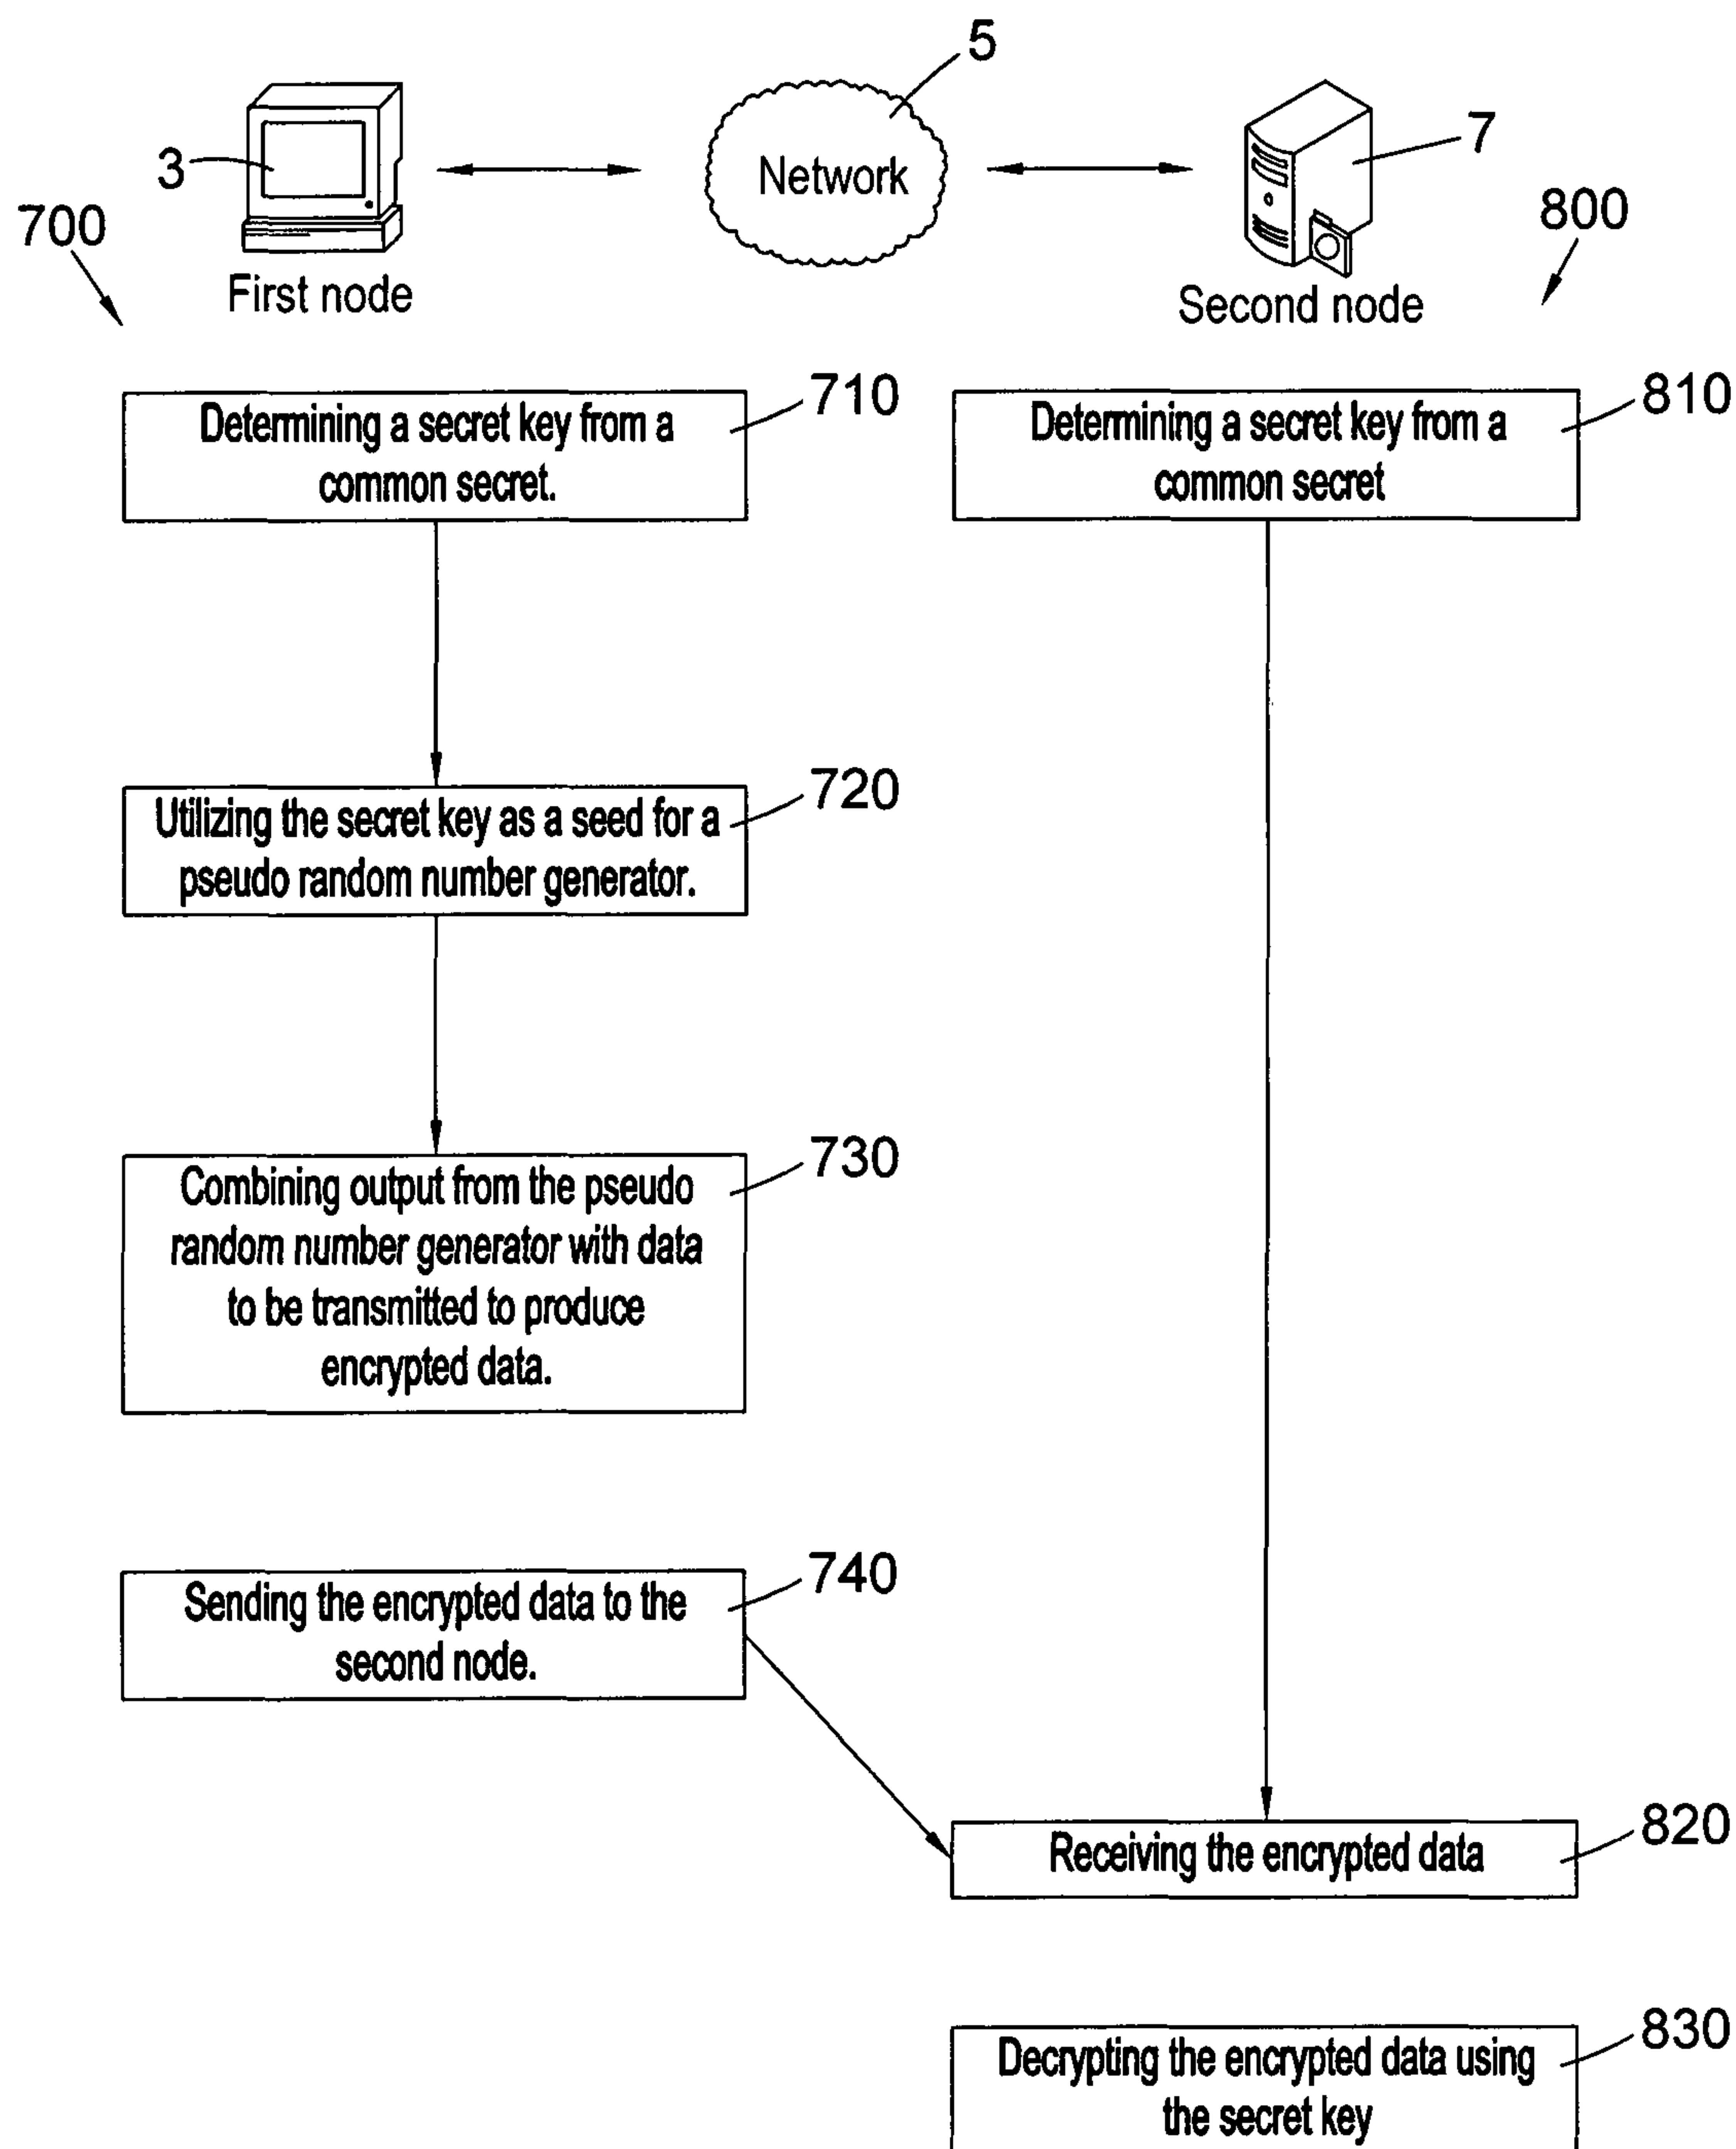 5
3
Network
7
700
800
First node
Second node
710
Determining a secret key from a
common secret.
810
Determining a secret key from a
common secret
720
Utilizing the secret key as a seed for a
pseudo random number generator.
730
Combining output from the pseudo
random number generator with data
to be transmitted to produce
encrypted data.
740
Sending the encrypted data to the
second node.
820
Receiving the encrypted data
830
Decrypting the encrypted data using
the secret key